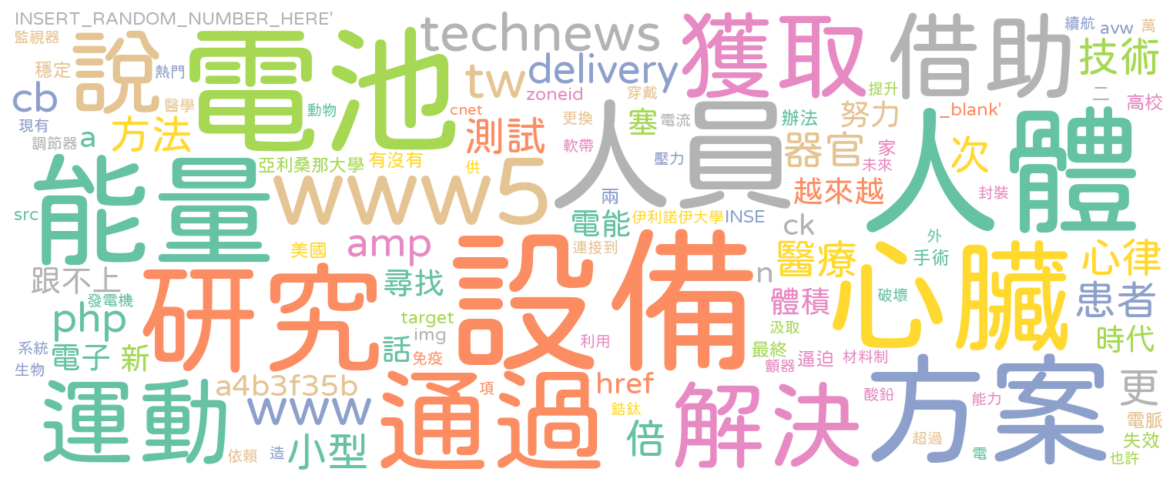 INSERT_RANDOM_NUMBER_HERE'
監視器
說
電池
technews
獲取
借助
續航
avw
萬
技術
穩定
熱門
tw
delivery
cb
醫學
zoneid
穿戴
提升
二
高校
現有
方法
動物
cnet
測試
更換
塞
電流
辦法
努力
_blank'
調節器
a
人員
軟帶
壓力
器官
家
未來
次
人體
亞利桑那大學
有沒有
供
能量
www5
兩
越來越
封裝
src
電能
伊利諾伊大學
INSE
ck
外
美國
amp
連接到
n
醫療
手術
心律
跟不上
尋找
設備
心臟
發電機
研究
體積
破壞
患者
php
target
img
汲取
時代
系統
電子
新
話
免疫
利用
最終
顫器
逼迫
材料制
生物
運動
a4b3f35b
通過
項
href
解決
酸鉛
能力
方案
更
www
鋯鈦
電脈
依賴
造
小型
倍
超過
電
失效
也許